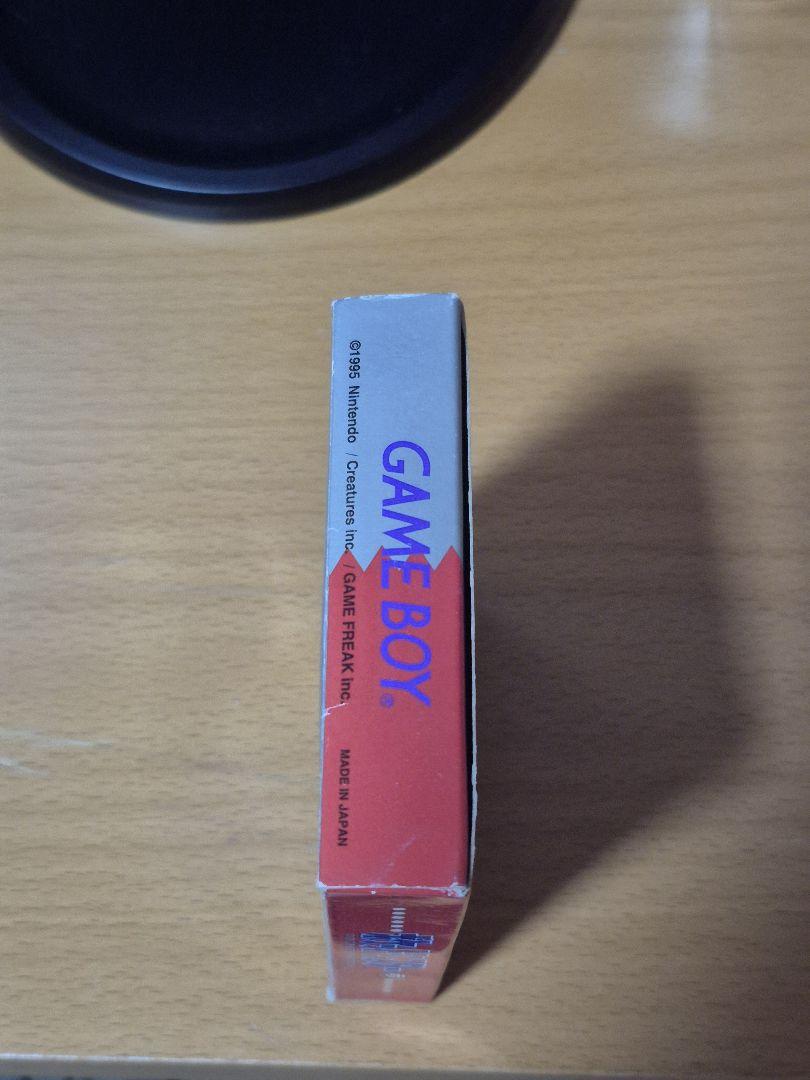 GAME BOY®
©1995 Nintendo / Creatures inc. / GAME FREAK inc. MADE IN JAPAN